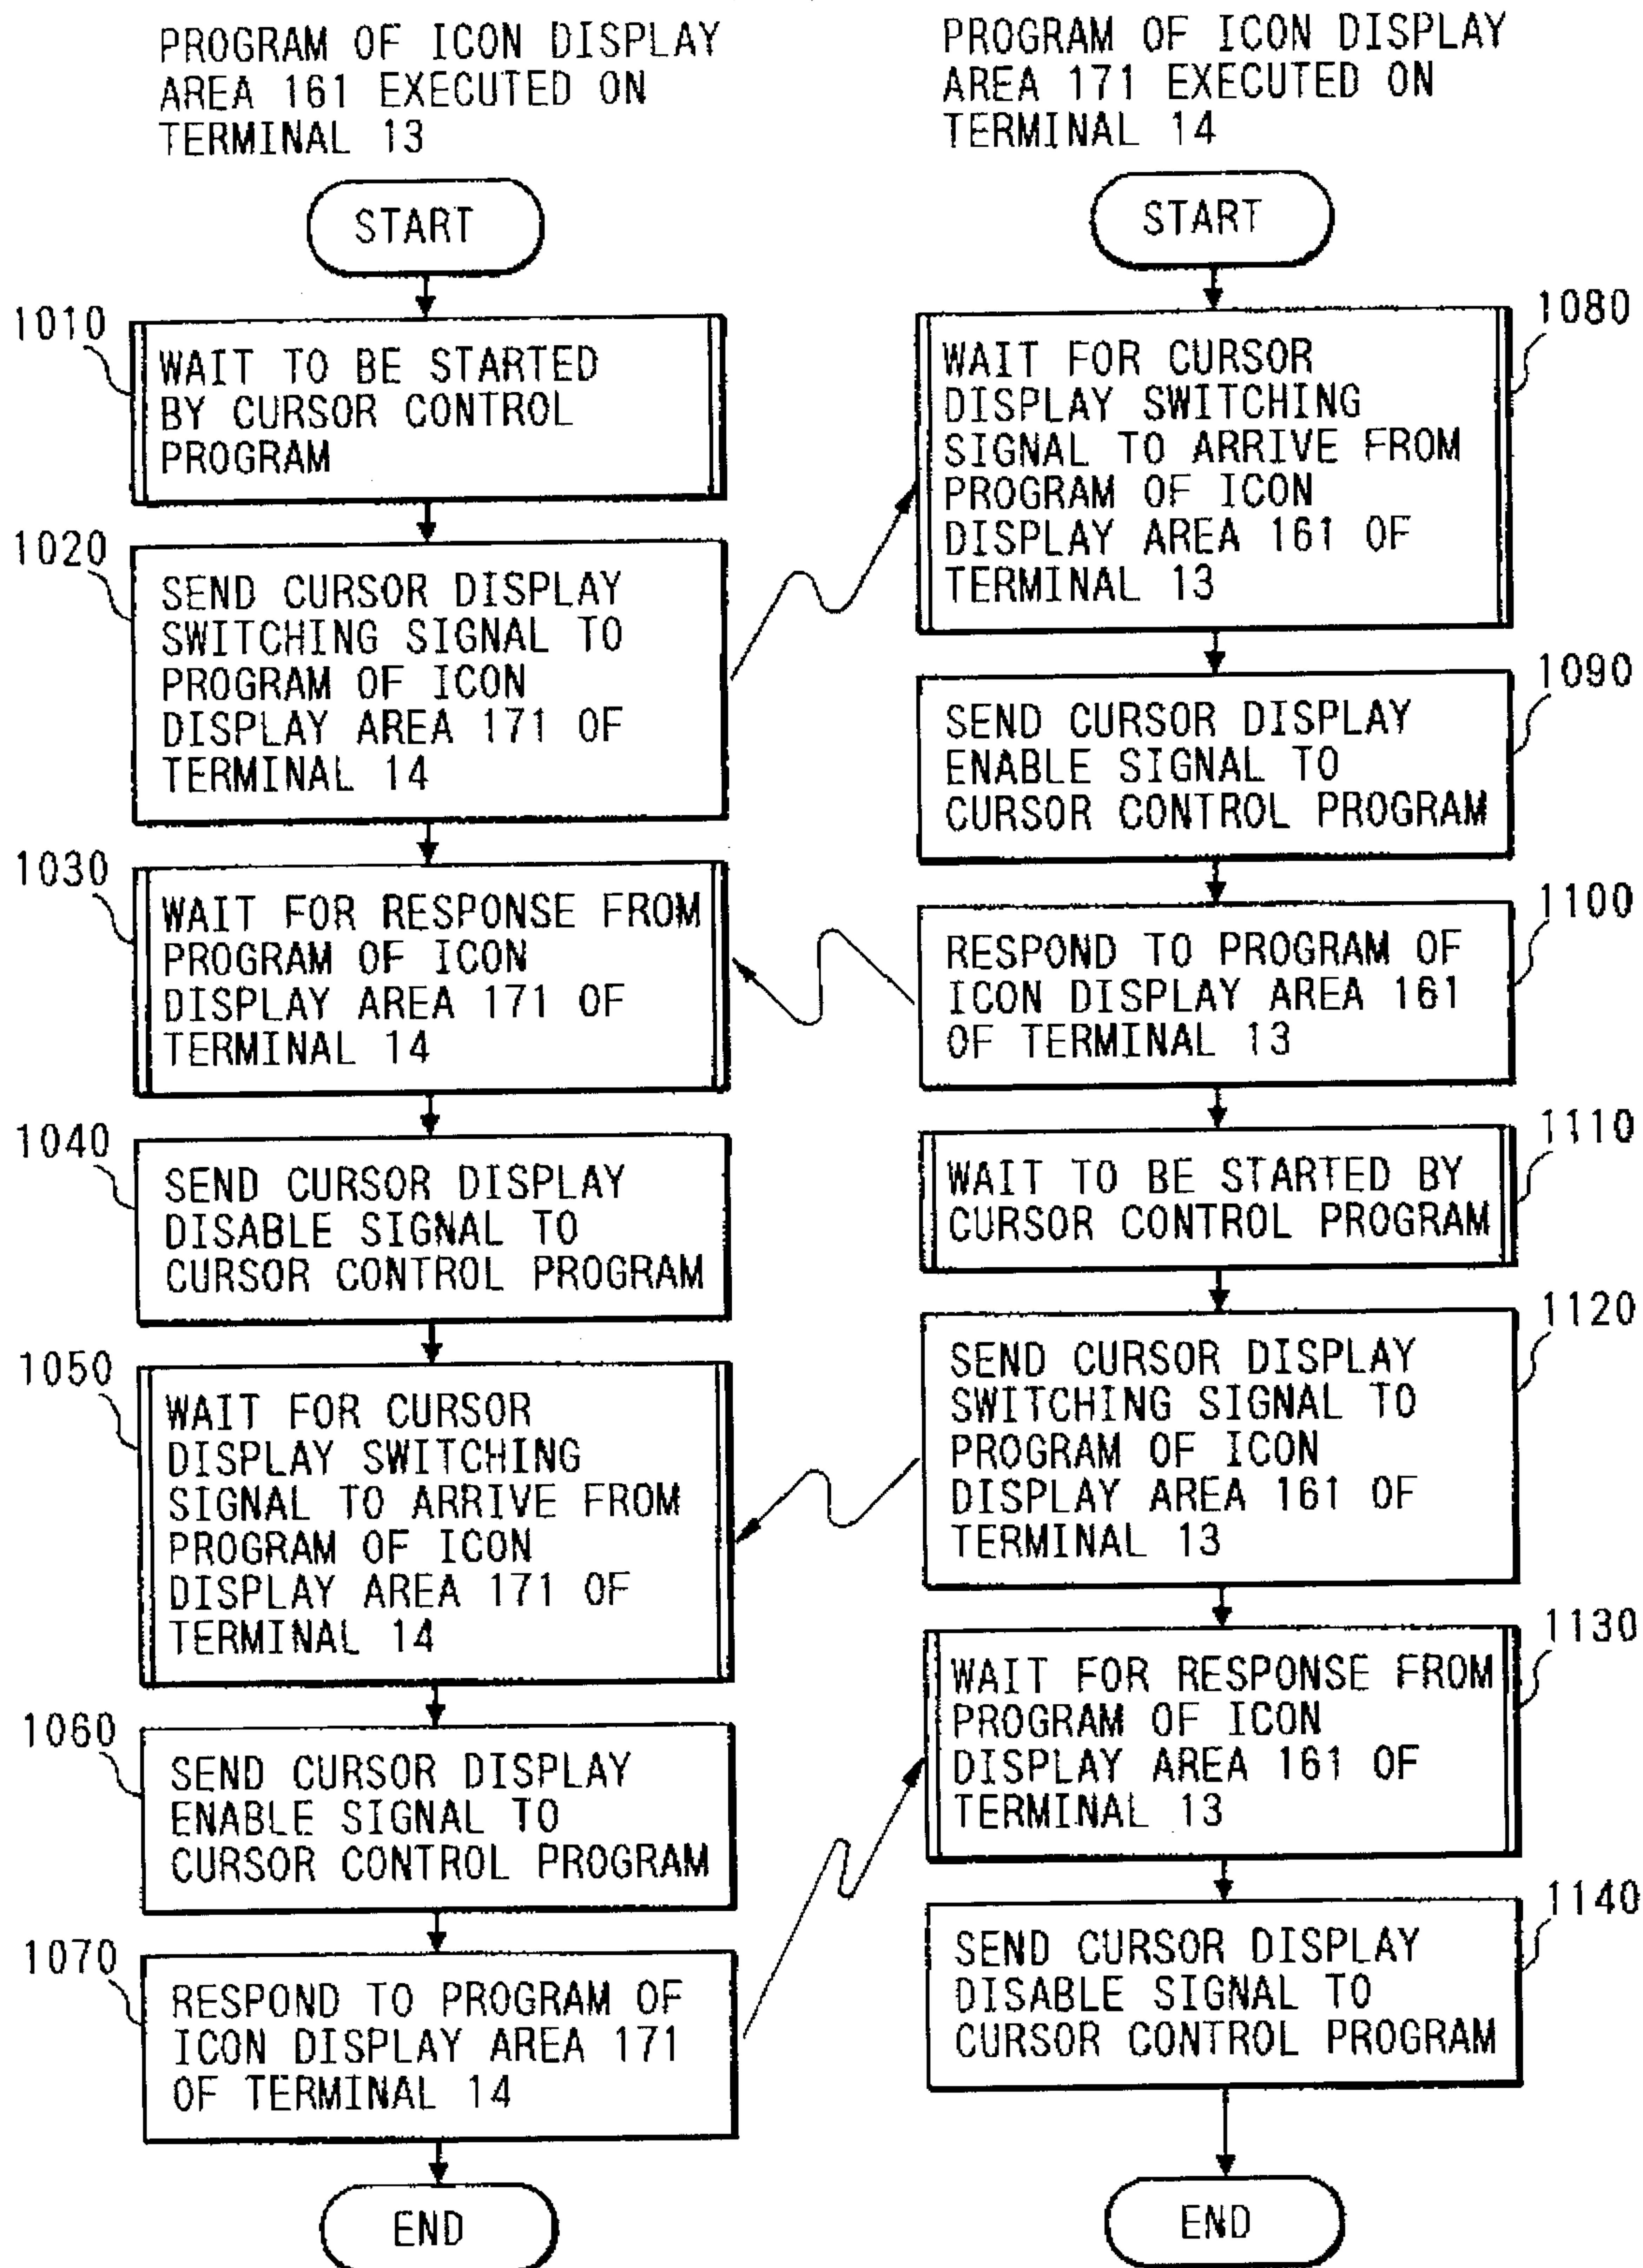 PROGRAM OF ICON DISPLAY
AREA 161 EXECUTED ON
TERMINAL 13
START
1010
WAIT TO BE STARTED
BY CURSOR CONTROL
PROGRAM
1020
SEND CURSOR DISPLAY
SWITCHING SIGNAL TO
PROGRAM OF ICON
DISPLAY AREA 171 OF
TERMINAL 14
1030
WAIT FOR RESPONSE FROM
PROGRAM OF ICON
DISPLAY AREA 171 OF
TERMINAL 14
1040
SEND CURSOR DISPLAY
DISABLE SIGNAL TO
CURSOR CONTROL PROGRAM
1050
WAIT FOR CURSOR
DISPLAY SWITCHING
SIGNAL TO ARRIVE FROM
PROGRAM OF ICON
DISPLAY AREA 171 OF
TERMINAL 14
1060
SEND CURSOR DISPLAY
ENABLE SIGNAL TO
CURSOR CONTROL PROGRAM
1070
RESPOND TO PROGRAM OF
ICON DISPLAY AREA 171
OF TERMINAL 14
END
PROGRAM OF ICON DISPLAY
AREA 171 EXECUTED ON
TERMINAL 14
START
1080
WAIT FOR CURSOR
DISPLAY SWITCHING
SIGNAL TO ARRIVE FROM
PROGRAM OF ICON
DISPLAY AREA 161 OF
TERMINAL 13
1090
SEND CURSOR DISPLAY
ENABLE SIGNAL TO
CURSOR CONTROL PROGRAM
1100
RESPOND TO PROGRAM OF
ICON DISPLAY AREA 161
OF TERMINAL 13
1110
WAIT TO BE STARTED BY
CURSOR CONTROL PROGRAM
1120
SEND CURSOR DISPLAY
SWITCHING SIGNAL TO
PROGRAM OF ICON
DISPLAY AREA 161 OF
TERMINAL 13
1130
WAIT FOR RESPONSE FROM
PROGRAM OF ICON
DISPLAY AREA 161 OF
TERMINAL 13
1140
SEND CURSOR DISPLAY
DISABLE SIGNAL TO
CURSOR CONTROL PROGRAM
END